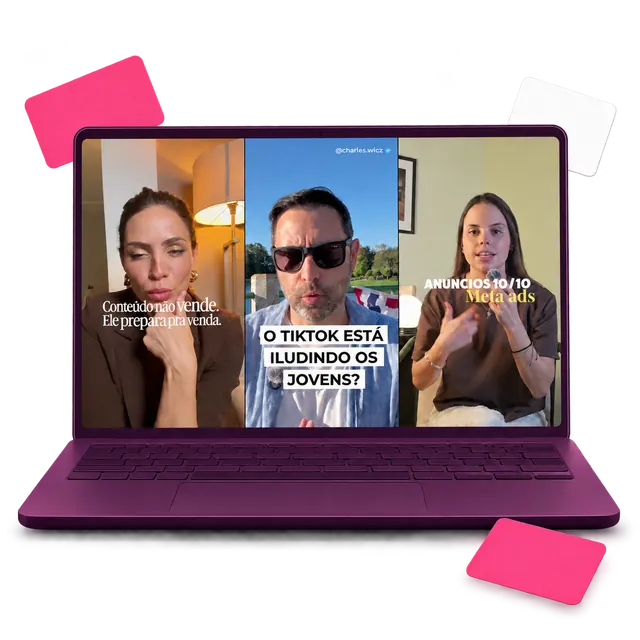 Conteúdo não vende.
Ele prepara pra venda.
@charles.wicz
O TIKTOK ESTÁ
ILUDINDO OS
JOVENS?
ANUNCIOS 10/10
Meta ads